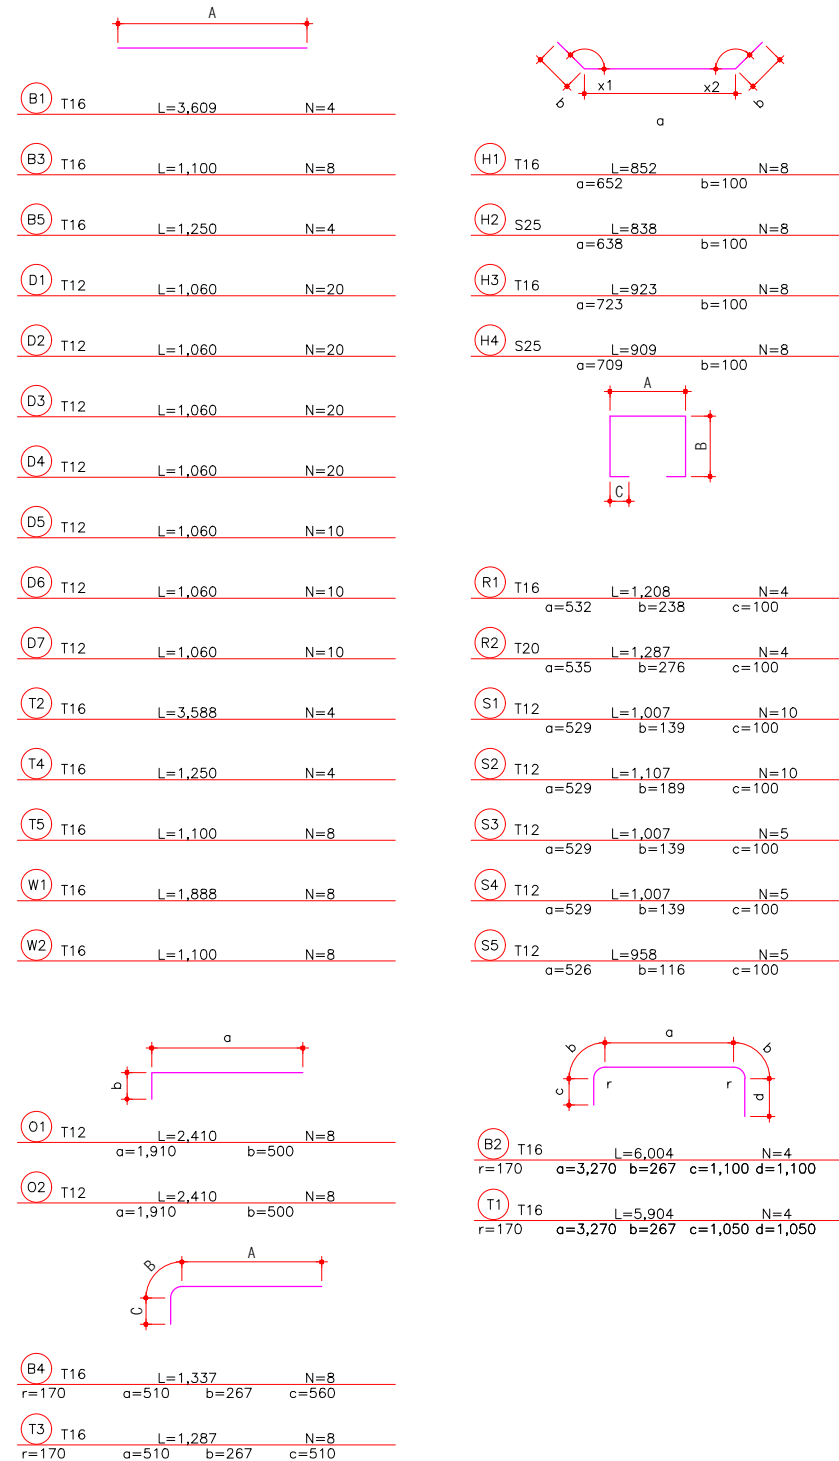 A
B1 T16 L=3,609 N=4
B3 T16 L=1,100 N=8
B5 T16 L=1,250 N=4
D1 T12 L=1,060 N=20
D2 T12 L=1,060 N=20
D3 T12 L=1,060 N=20
D4 T12 L=1,060 N=20
D5 T12 L=1,060 N=10
D6 T12 L=1,060 N=10
D7 T12 L=1,060 N=10
T2 T16 L=3,588 N=4
T4 T16 L=1,250 N=4
T5 T16 L=1,100 N=8
W1 T16 L=1,888 N=8
W2 T16 L=1,100 N=8
a
b
O1 T12 L=2,410 N=8
a=1,910 b=500
O2 T12 L=2,410 N=8
a=1,910 b=500
B A
C
B4 T16 L=1,337 N=8
r=170 a=510 b=267 c=560
T3 T16 L=1,287 N=8
r=170 a=510 b=267 c=510
x1 x2
b b
a
H1 T16 L=852 N=8
a=652 b=100
H2 S25 L=838 N=8
a=638 b=100
H3 T16 L=923 N=8
a=723 b=100
H4 S25 L=909 N=8
a=709 b=100
A
B
C
R1 T16 L=1,208 N=4
a=532 b=238 c=100
R2 T20 L=1,287 N=4
a=535 b=276 c=100
S1 T12 L=1,007 N=10
a=529 b=139 c=100
S2 T12 L=1,107 N=10
a=529 b=189 c=100
S3 T12 L=1,007 N=5
a=529 b=139 c=100
S4 T12 L=1,007 N=5
a=529 b=139 c=100
S5 T12 L=958 N=5
a=526 b=116 c=100
b a b
c r r d
B2 T16 L=6,004 N=4
r=170 a=3,270 b=267 c=1,100 d=1,100
T1 T16 L=5,904 N=4
r=170 a=3,270 b=267 c=1,050 d=1,050